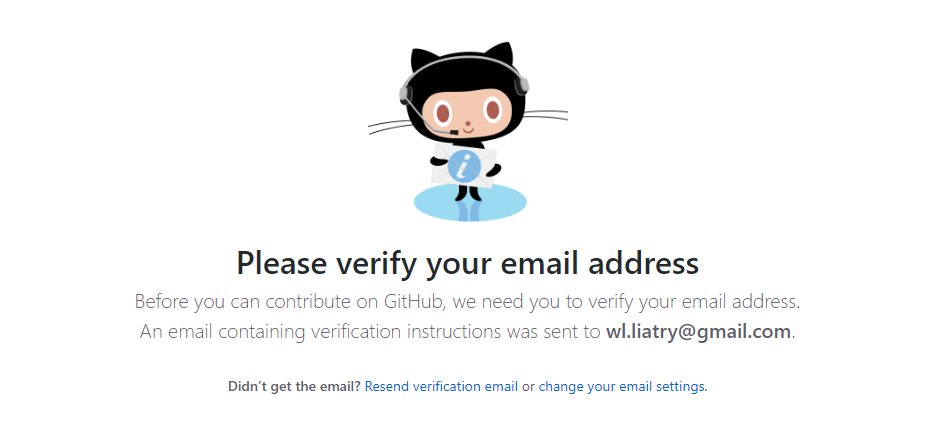 i
Please verify your email address
Before you can contribute on GitHub, we need you to verify your email address.
An email containing verification instructions was sent to wl.liatry@gmail.com.
Didn’t get the email? Resend verification email or change your email settings.